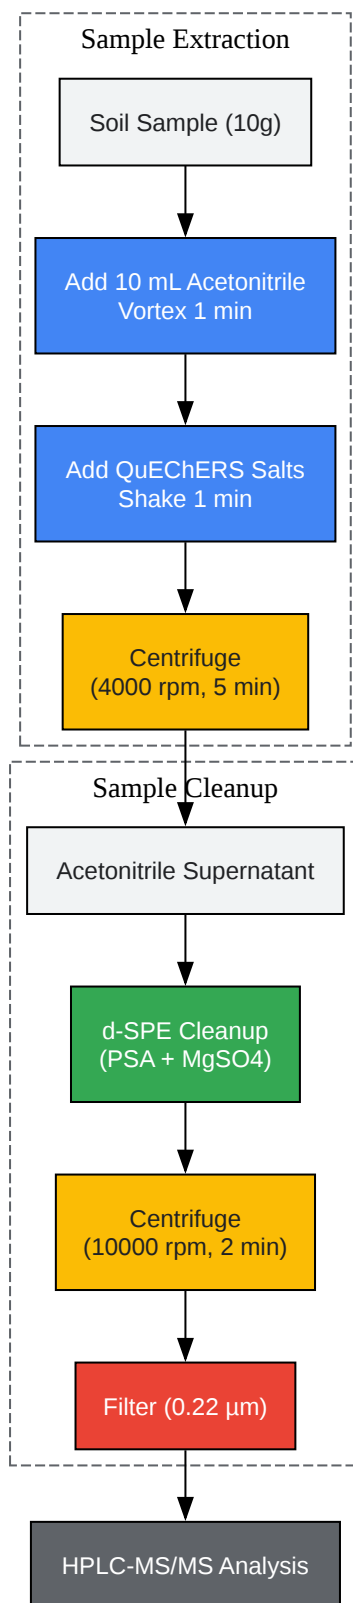 Sample Extraction
Soil Sample (10g)
Add 10 mL Acetonitrile
Vortex 1 min
Add QuEChERS Salts
Shake 1 min
Centrifuge
(4000 rpm, 5 min)
Sample Cleanup
Acetonitrile Supernatant
d-SPE Cleanup
(PSA + MgSO4)
Centrifuge
(10000 rpm, 2 min)
Filter (0.22 µm)
HPLC-MS/MS Analysis